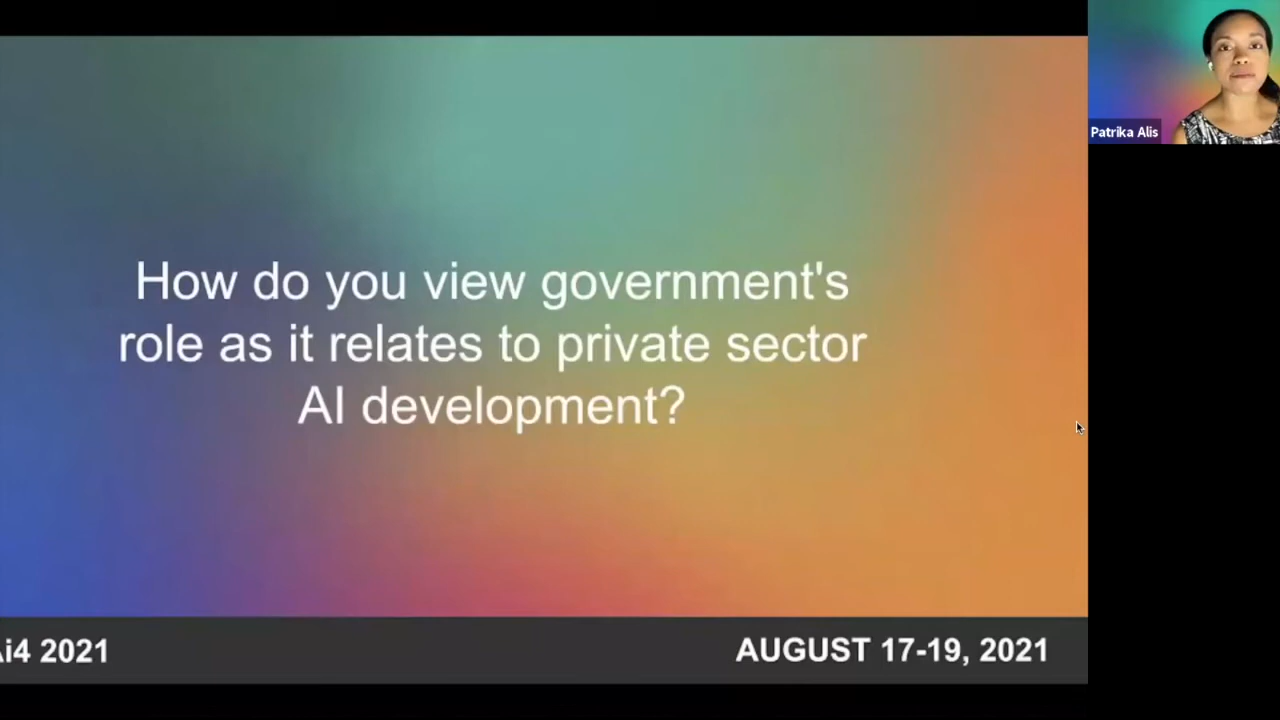 How do you view government's
role as it relates to private sector
AI development?
Ai4 2021
AUGUST 17-19, 2021
Patrika Alis